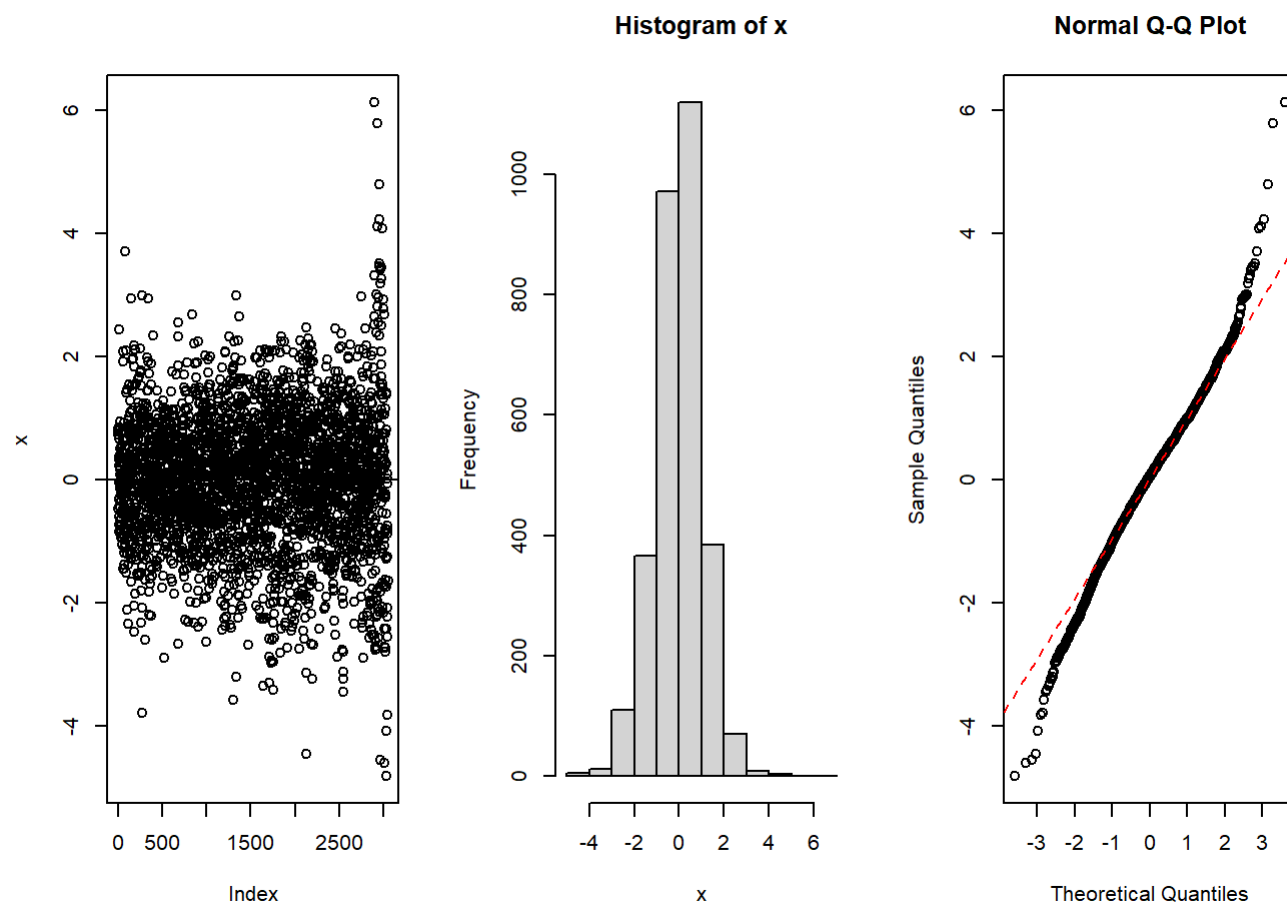 Histogram of x
Normal Q-Q Plot
x
6
4
2
0
-2
-4
0 500 1500 2500
Index
Frequency
1000
800
600
400
200
0
-4 -2 0 2 4 6
x
Sample Quantiles
6
4
2
0
-2
-4
-3 -2 -1 0 1 2 3
Theoretical Quantiles